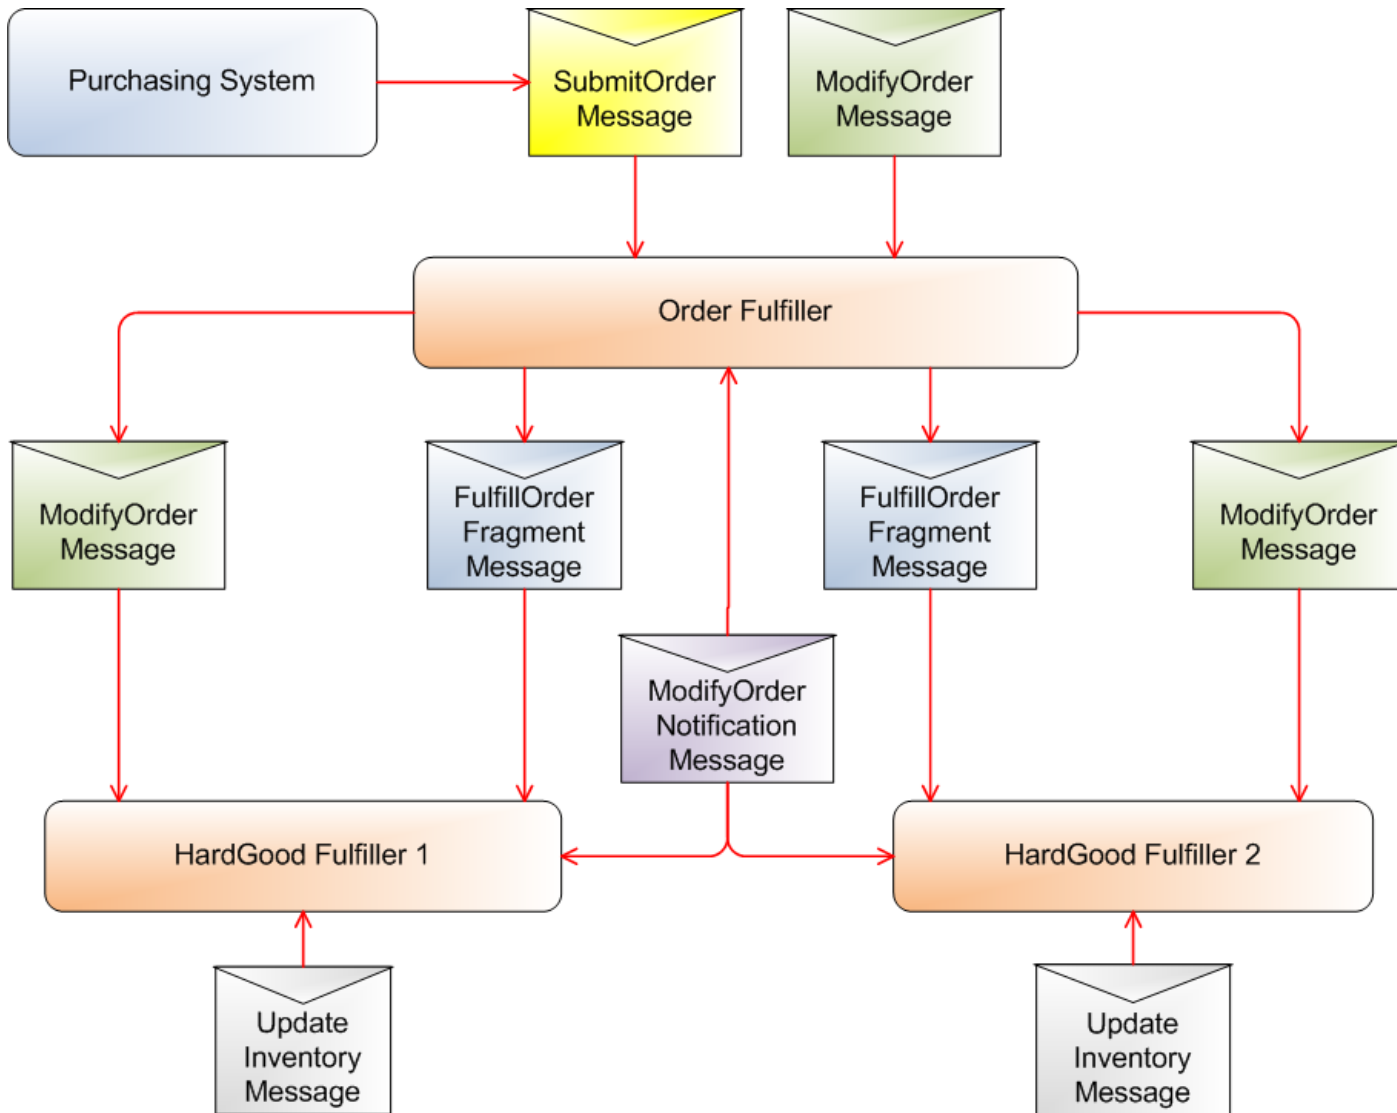 Purchasing System
SubmitOrder
Message
ModifyOrder
Message
Order Fulfiller
ModifyOrder
Message
FulfillOrder
Fragment
Message
FulfillOrder
Fragment
Message
ModifyOrder
Message
ModifyOrder
Notification
Message
HardGood Fulfiller 1
HardGood Fulfiller 2
Update
Inventory
Message
Update
Inventory
Message